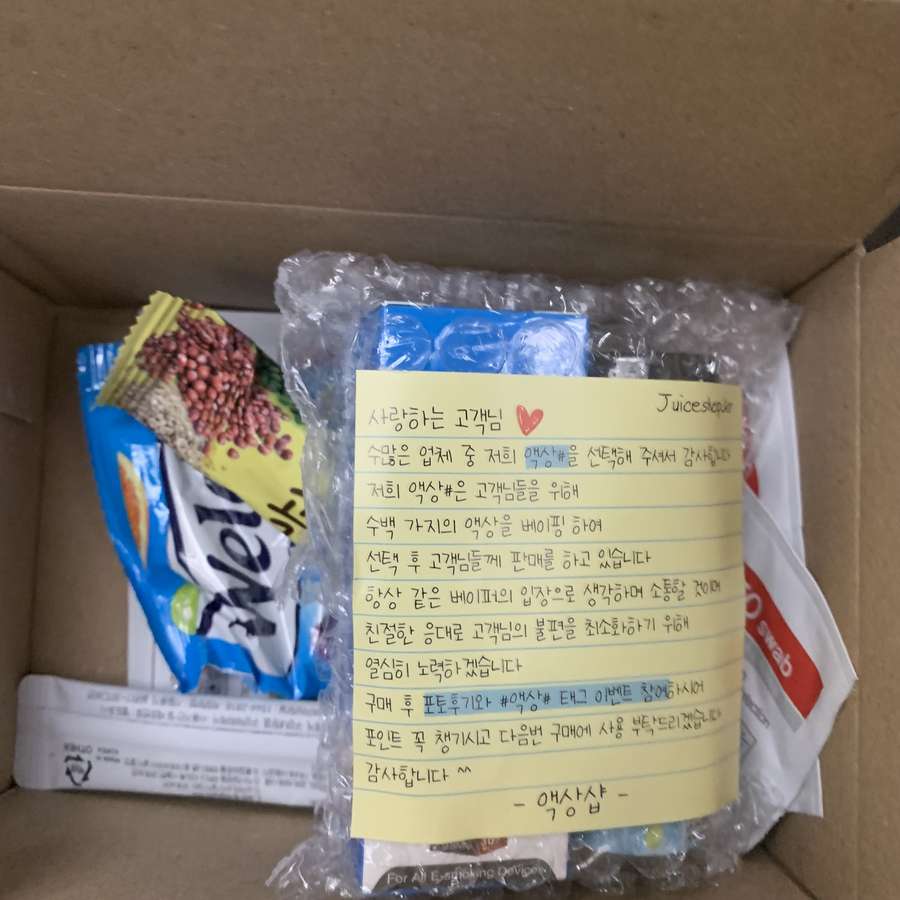 사랑하는 고객님
Juiceshop
수많은 업체 중 저희 액상#을 선택해 주셔서 감사합니다
저희 액상#은 고객님들을 위해
수백 가지의 액상을 베이핑 하여
선택 후 고객님들께 판매를 하고 있습니다
항상 같은 베이퍼의 입장으로 생각하며 소통할 것이며
친절한 응대로 고객님의 불편을 최소화하기 위해
열심히 노력하겠습니다
구매 후 포토후기와 #액상# 태그 이벤트 참여하시어
포인트 꼭 챙기시고 다음번 구매에 사용 부탁드리겠습니다
감사합니다 ^^
- 액상샵 -
For All E-smoking Devices
Wel
swab
OTHER